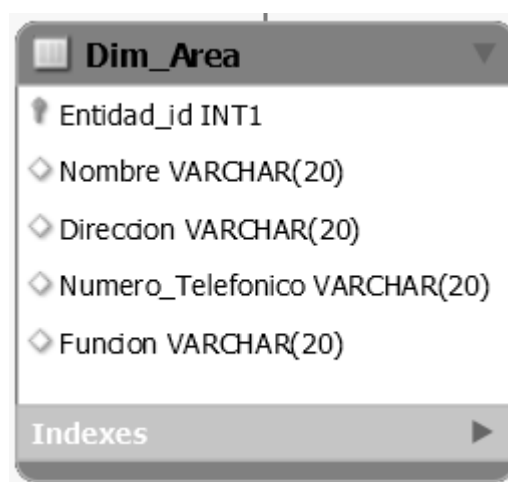 Dim_Area
Entidad_id INT1
Nombre VARCHAR(20)
Direccion VARCHAR(20)
Numero_Telefonico VARCHAR(20)
Funcion VARCHAR(20)
Indexes